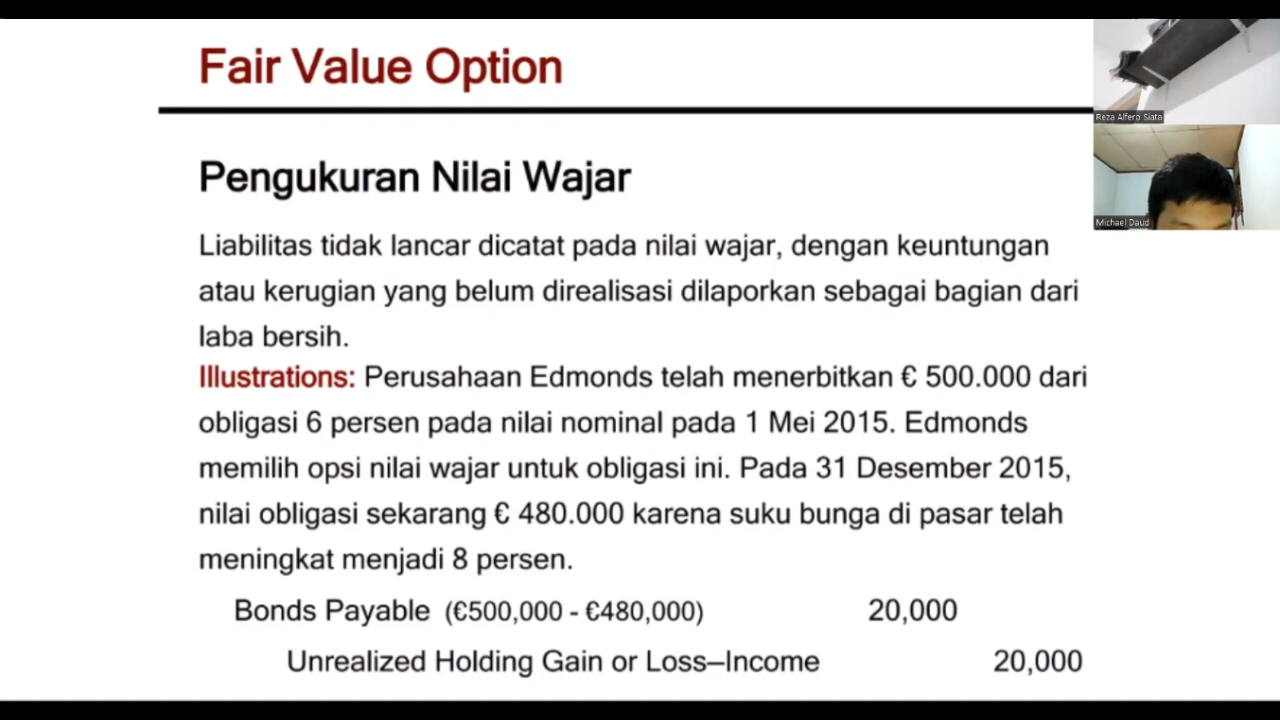 Fair Value Option
Pengukuran Nilai Wajar
Liabilitas tidak lancar dicatat pada nilai wajar, dengan keuntungan
atau kerugian yang belum direalisasi dilaporkan sebagai bagian dari
laba bersih.
Illustrations: Perusahaan Edmonds telah menerbitkan € 500.000 dari
obligasi 6 persen pada nilai nominal pada 1 Mei 2015. Edmonds
memilih opsi nilai wajar untuk obligasi ini. Pada 31 Desember 2015,
nilai obligasi sekarang € 480.000 karena suku bunga di pasar telah
meningkat menjadi 8 persen.
Bonds Payable (€500,000 - €480,000) 20,000
Unrealized Holding Gain or Loss—Income 20,000
Reza Alfero Siata
Michael Daud